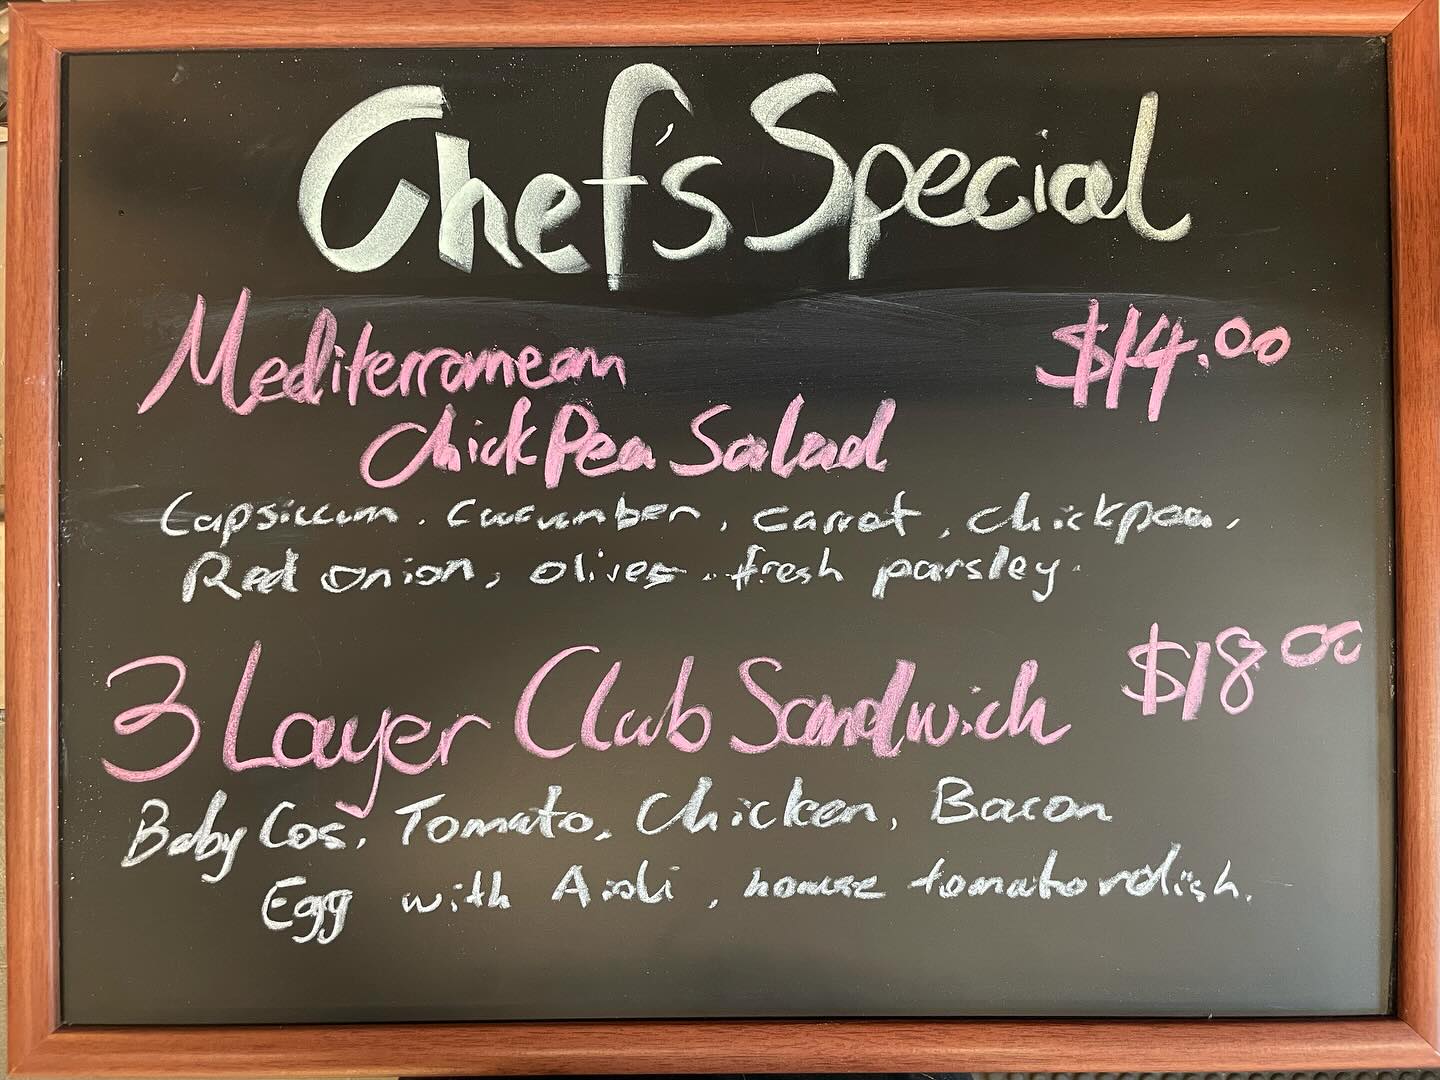 Chef's Special
Mediterranean $14.00
ChickPea Salad
Capsiccum. Cucumber, carrot, chickpea,
Red onion, olives. fresh parsley.
3 Layer Club Sandwich $18.00
Baby Cos, Tomato, Chicken, Bacon
Egg with Aioli, house tomato relish.